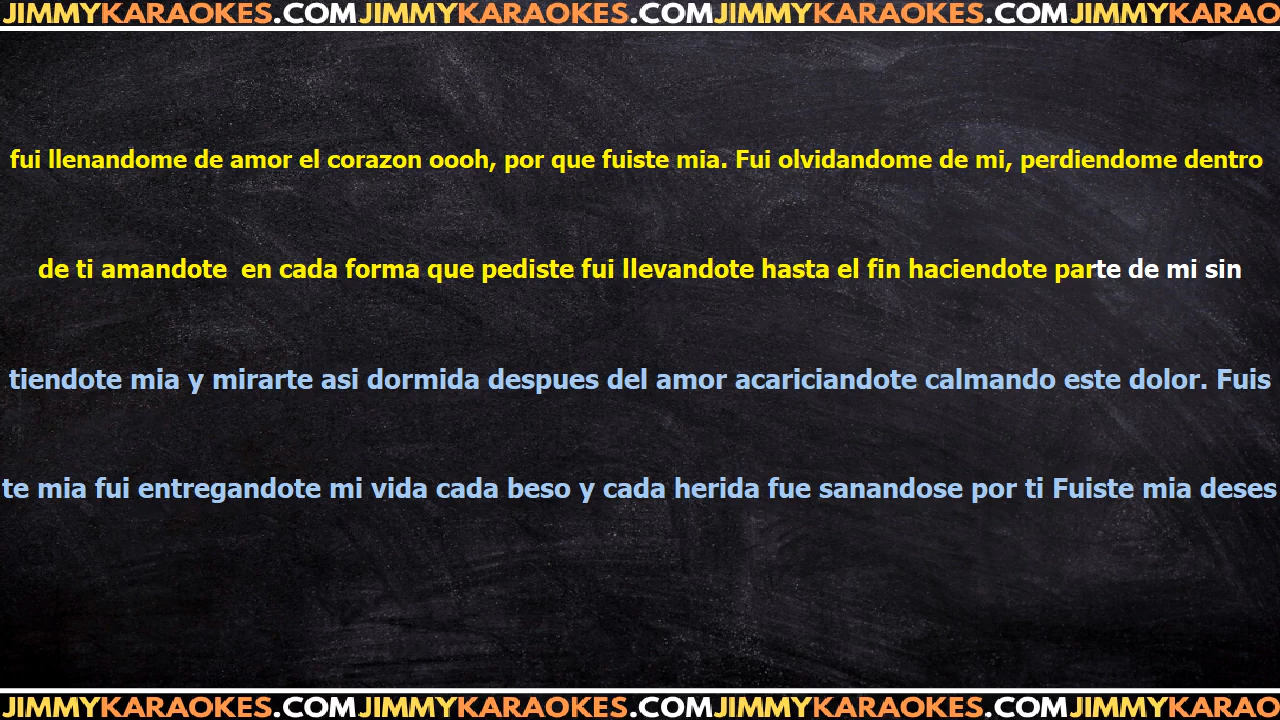 JIMMYKARAOKES.COMJIMMYKARAOKES.COMJIMMYKARAOKES.COMJIMMYKARAO
fui llenandome de amor el corazon oooh, por que fuiste mia. Fui olvidandome de mi, perdiendome dentro
de ti amandote  en cada forma que pediste fui llevandote hasta el fin haciendote parte de mi sin
tiendote mia y mirarte asi dormida despues del amor acariciandote calmando este dolor. Fuis
te mia fui entregandote mi vida cada beso y cada herida fue sanandose por ti Fuiste mia deses
JIMMYKARAOKES.COMJIMMYKARAOKES.COMJIMMYKARAOKES.COMJIMMYKARAO